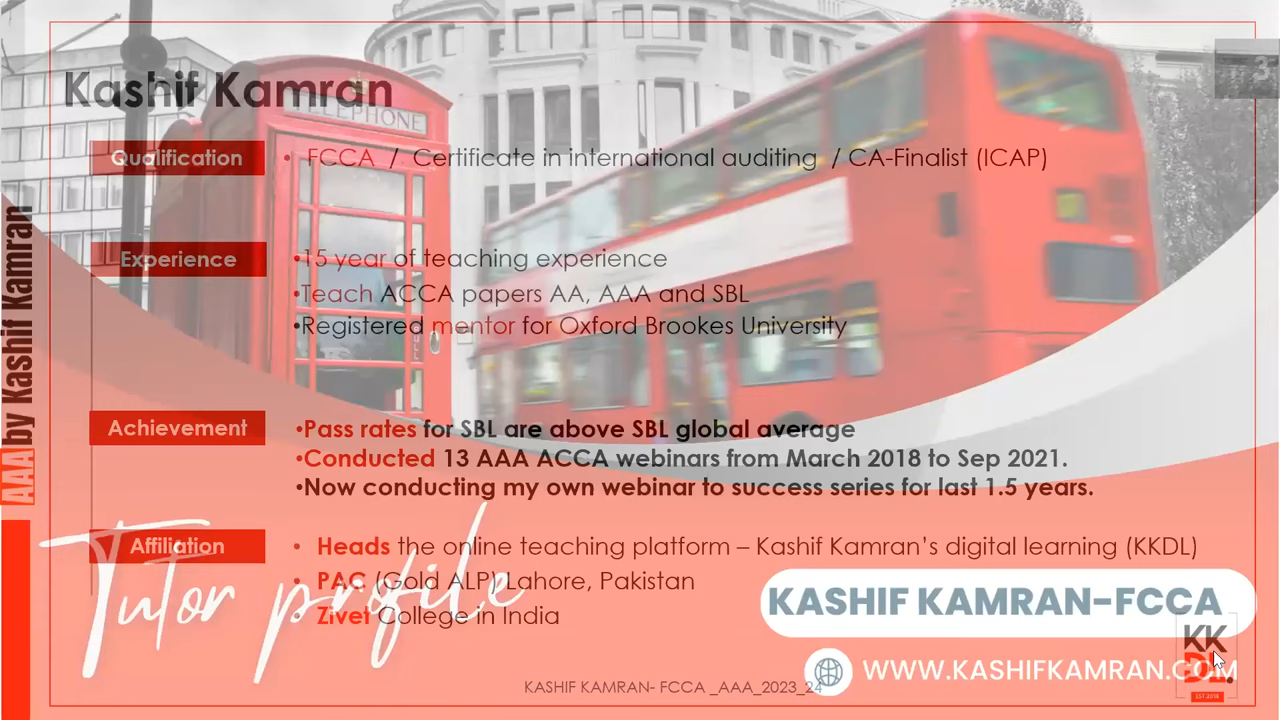 3
Kashif Kamran
TELEPHONE
Qualification
• FCCA / Certificate in international auditing / CA-Finalist (ICAP)
Experience
•15 year of teaching experience
•Teach ACCA papers AA, AAA and SBL
•Registered mentor for Oxford Brookes University
AAA by Kashif Kamran
Achievement
•Pass rates for SBL are above SBL global average
•Conducted 13 AAA ACCA webinars from March 2018 to Sep 2021.
•Now conducting my own webinar to success series for last 1.5 years.
Affiliation
• Heads the online teaching platform – Kashif Kamran’s digital learning (KKDL)
• PAC (Gold ALP) Lahore, Pakistan
• Zivet College in India
Tutor profile
KASHIF KAMRAN-FCCA
KK
DL.
EST.2018
WWW.KASHIFKAMRAN.COM
KASHIF KAMRAN- FCCA _AAA_2023_24